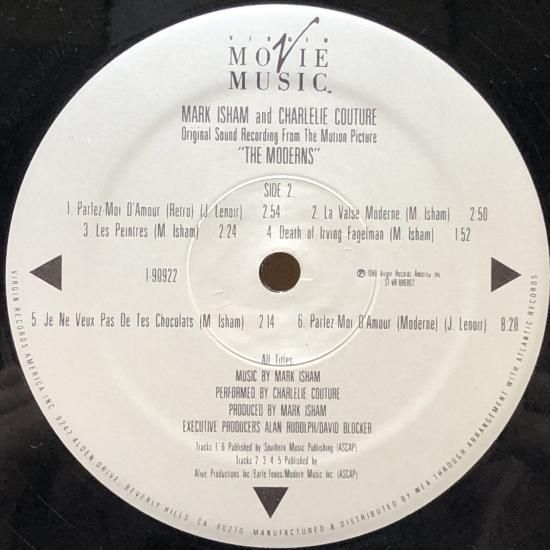 VIRGIN
MOVIE
MUSIC™
MARK ISHAM and CHARLELIE COUTURE
Original Sound Recording From The Motion Picture
"THE MODERNS"
SIDE 2.
1. Parlez-Moi D'Amour (Retro) (J. Lenoir) 2:54 2. La Valse Moderne (M. Isham) 2:50
3. Les Peintres (M. Isham) 2:24 4. Death of Irving Fagelman (M. Isham) 1:52
1-90922
℗ 1988 Virgin Records America Inc.
5. Je Ne Veux Pas De Tes Chocolats (M. Isham) 2:14 6. Parlez Moi D'Amour (Moderne) (J. Lenoir) 8:28
All Titles
MUSIC BY MARK ISHAM
PERFORMED BY CHARLELIE COUTURE
PRODUCED BY MARK ISHAM
EXECUTIVE PRODUCERS ALAN RUDOLPH/DAVID BLOCKER
Tracks 1, 6 Published by Southern Music Publishing (ASCAP)
Tracks 2, 3, 4, 5 Published by
Alive Productions Inc./Earle Tones/Modern Music Inc. (ASCAP)
VIRGIN RECORDS AMERICA INC. 9247 ALDEN DRIVE, BEVERLY HILLS, CA 90210 MANUFACTURED & DISTRIBUTED BY WEA THROUGH ARRANGEMENT WITH ATLANTIC RECORDS